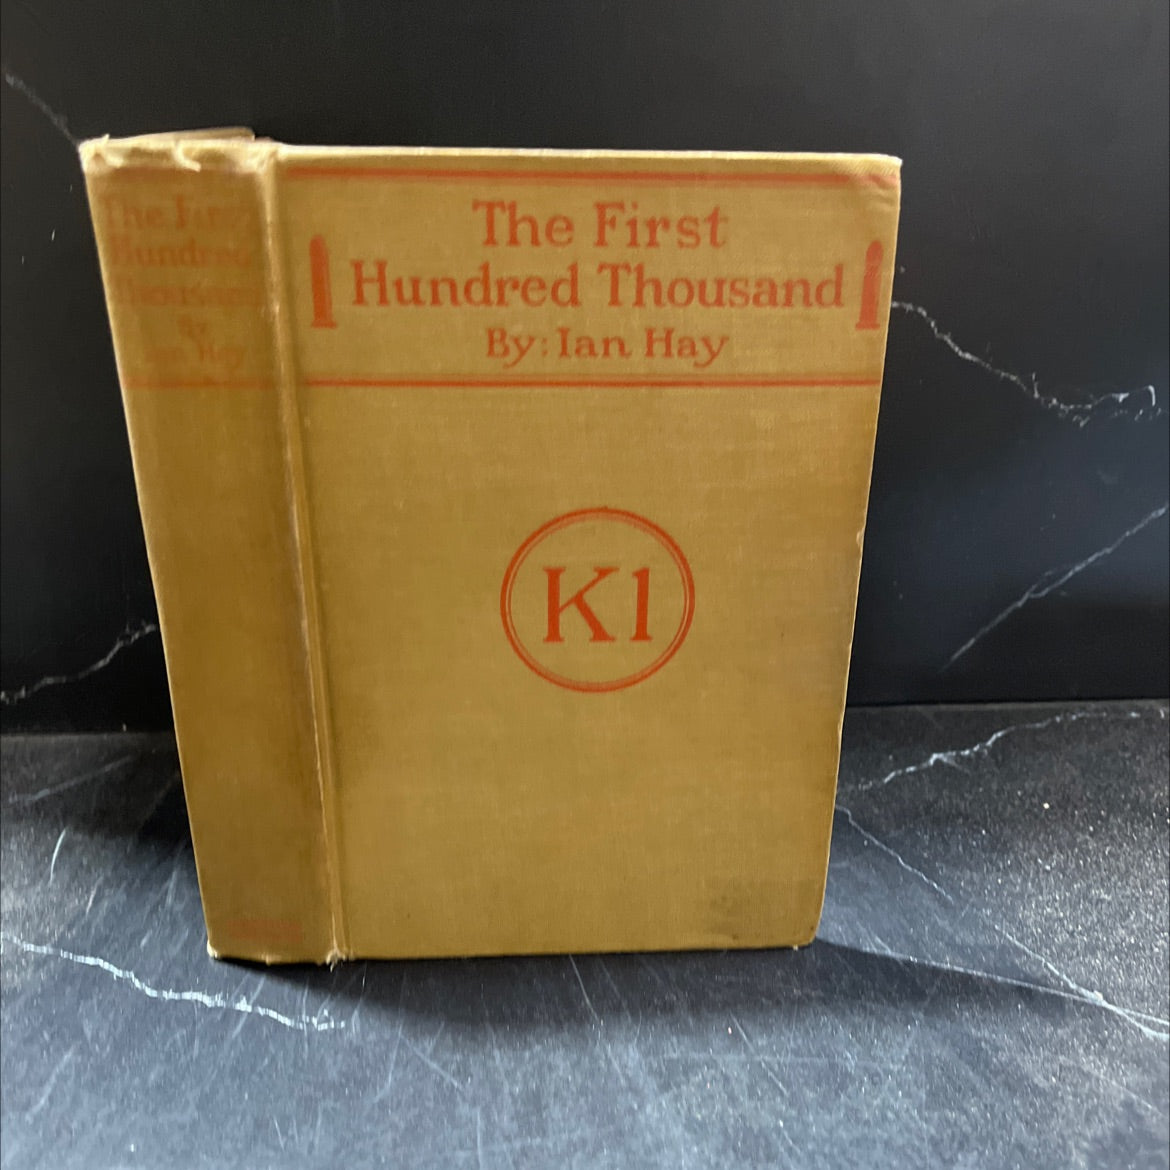 The First
Hundred
Thousand
By
Ian Hay
The First
Hundred Thousand
By: Ian Hay
K1